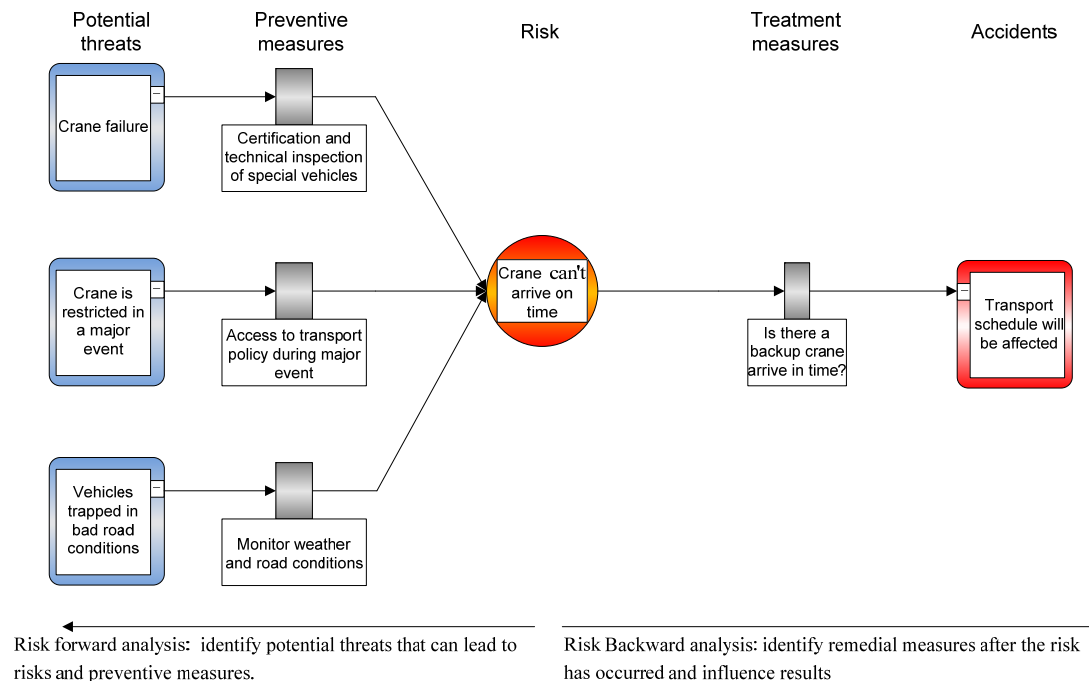 Potential
threats
Preventive
measures
Risk
Treatment
measures
Accidents
Crane failure
Certification and
technical inspection
of special vehicles
Crane is
restricted in
a major
event
Access to transport
policy during major
event
Crane can't
arrive on
time
Is there a
backup crane
arrive in time?
Transport
schedule will
be affected
Vehicles
trapped in
bad road
conditions
Monitor weather
and road conditions
Risk forward analysis: identify potential threats that can lead to
risks and preventive measures.
Risk Backward analysis: identify remedial measures after the risk
has occurred and influence results